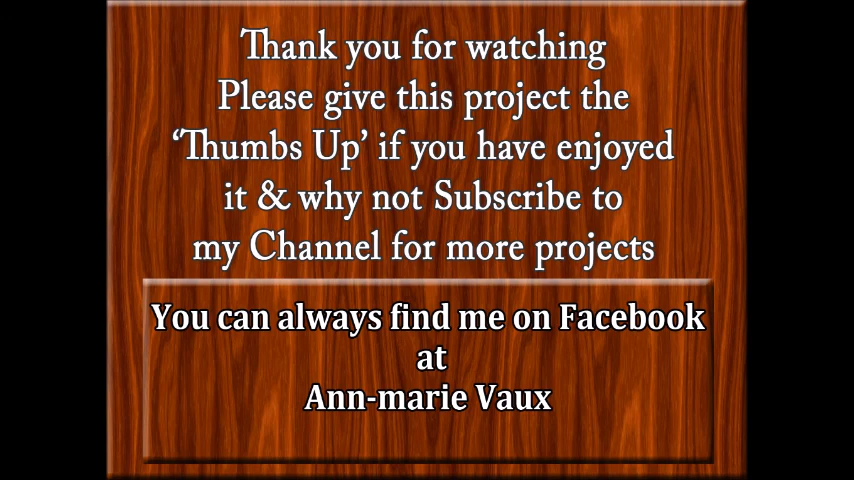 Thank you for watching
Please give this project the
‘Thumbs Up’ if you have enjoyed
it & why not Subscribe to
my Channel for more projects
You can always find me on Facebook
at
Ann-marie Vaux